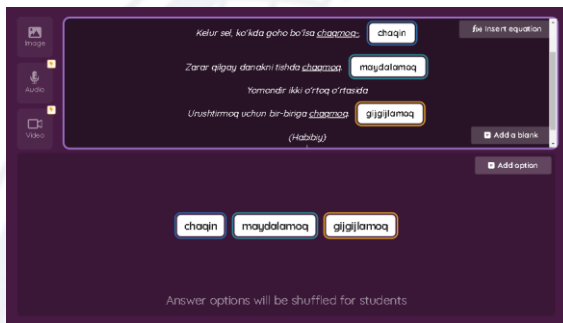 Image
Audio
Video
Kelur sel, ko'kda goho bo'lsa chaqmoq-, chaqin
fx Insert equation
Zarar qilgay danakni tishda chaqmoq. maydalamoq
Yomondir ikki o'rtoq o'rtasida
Urushtirmoq uchun bir-biriga chaqmoq. gijgijlamoq
(Habibiy)
Add a blank
Add option
chaqin maydalamoq gijgijlamoq
Answer options will be shuffled for students